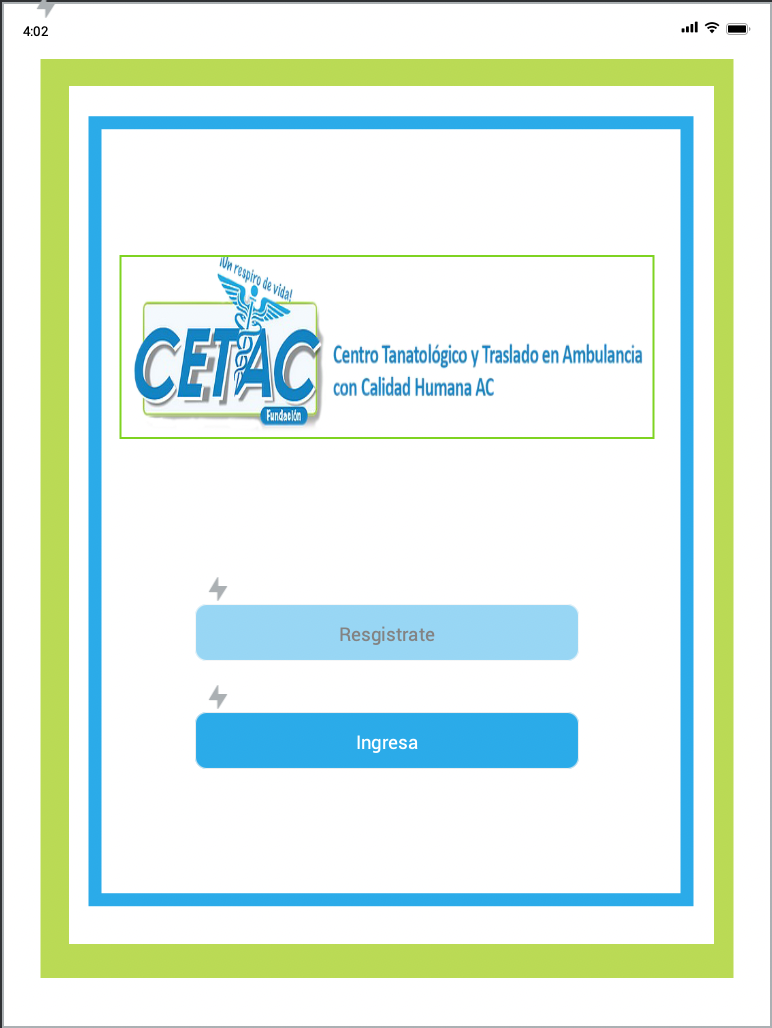 4:02
¡Un respiro de vida!
CETAC
Fundación
Centro Tanatológico y Traslado en Ambulancia
con Calidad Humana AC
Resgistrate
Ingresa